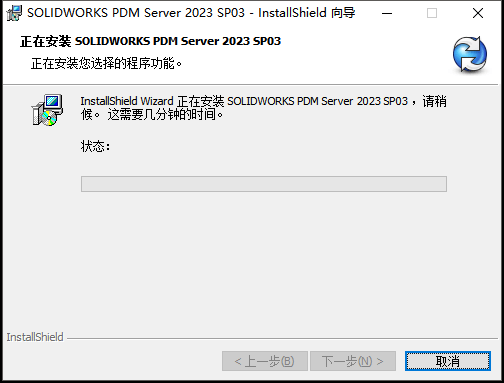 SOLIDWORKS PDM Server 2023 SP03 - InstallShield 向导
正在安装 SOLIDWORKS PDM Server 2023 SP03
正在安装您选择的程序功能。
InstallShield Wizard 正在安装 SOLIDWORKS PDM Server 2023 SP03 ，请稍
候。 这需要几分钟的时间。
状态：
InstallShield
< 上一步(B)
下一步(N) >
取消